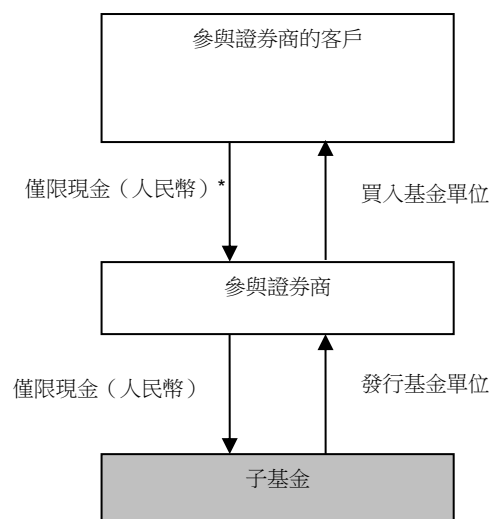 參與證券商的客戶
僅限現金（人民幣）*
買入基金單位
參與證券商
僅限現金（人民幣）
發行基金單位
子基金